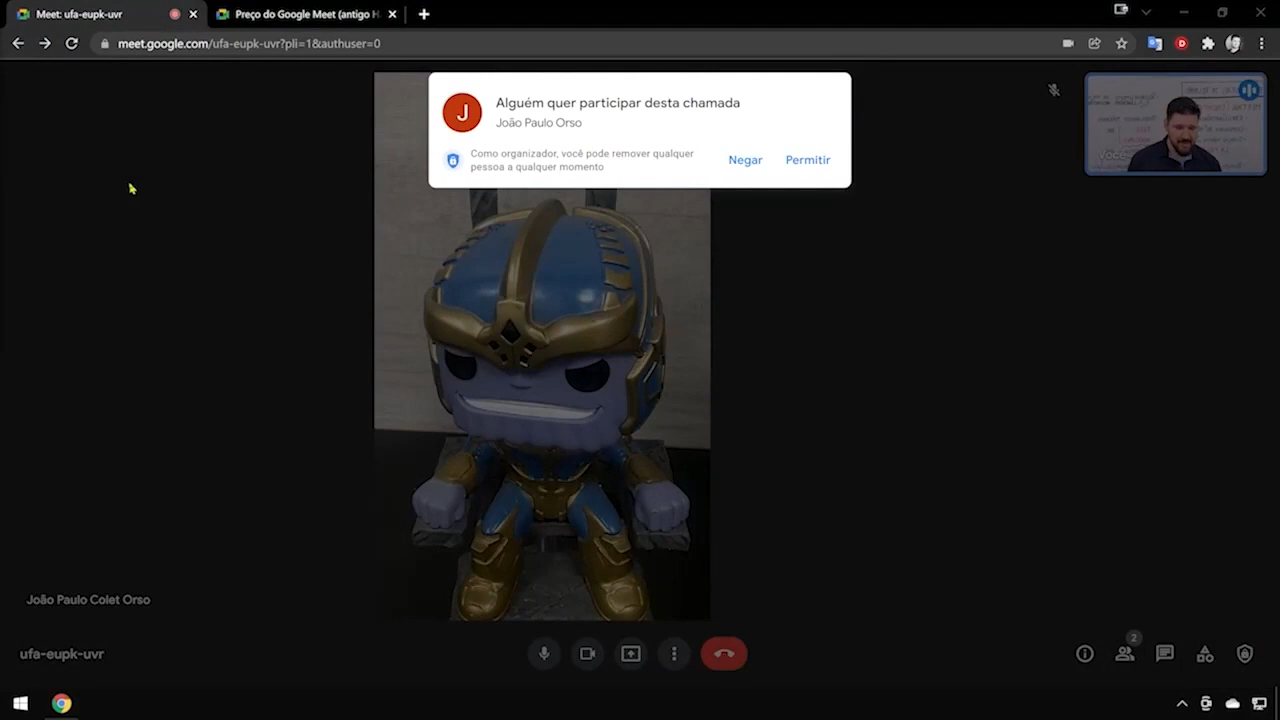 Meet: ufa-eupk-uvr
Preço do Google Meet (antigo H
meet.google.com/ufa-eupk-uvr?pli=1&authuser=0
Alguém quer participar desta chamada
J
João Paulo Orso
Como organizador, você pode remover qualquer
pessoa a qualquer momento
Negar
Permitir
João Paulo Colet Orso
ufa-eupk-uvr
2